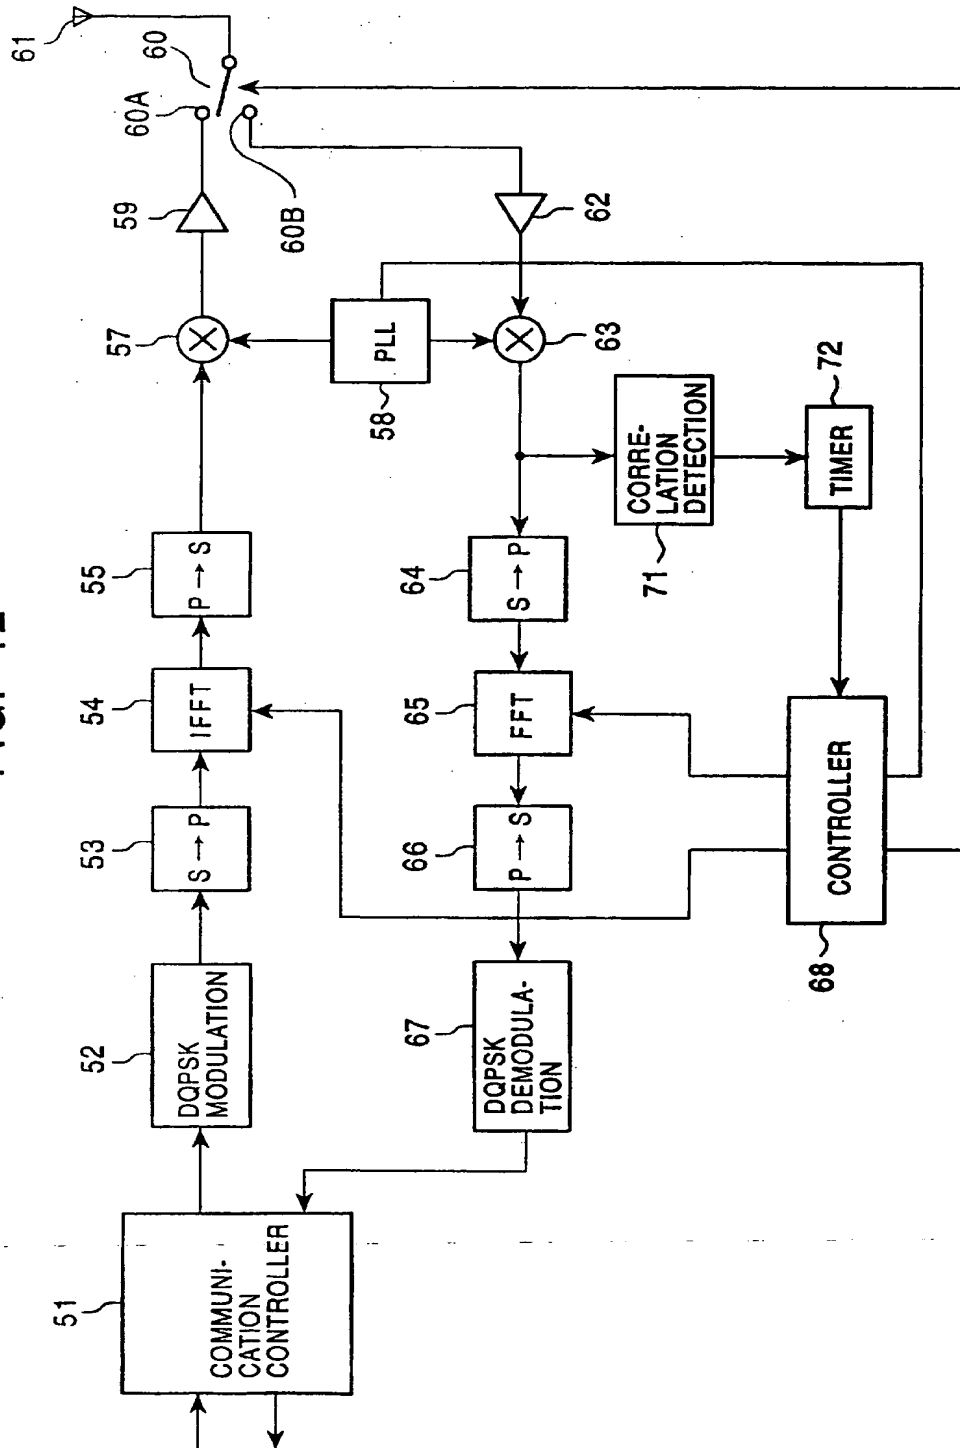 51
COMMUNI-
CATION
CONTROLLER
52
DQPSK
MODULATION
53
S → P
54
IFFT
55
P → S
57
59
60A
60
61
60B
58
PLL
67
DQPSK
DEMODULA-
TION
66
P → S
65
FFT
64
S → P
63
62
71
CORRE-
LATION
DETECTION
72
TIMER
68
CONTROLLER